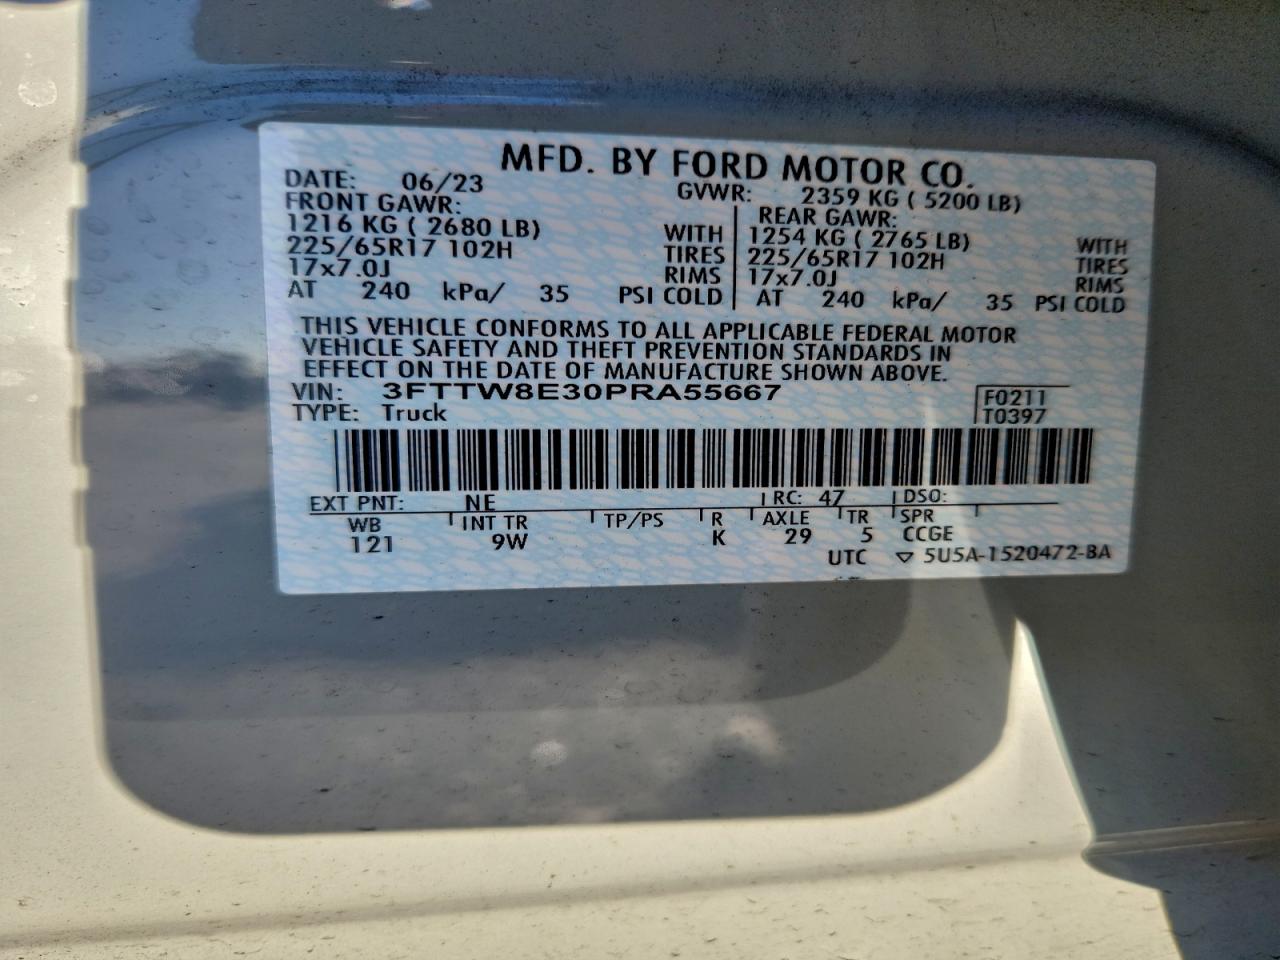 MFD. BY FORD MOTOR CO.
DATE: 06/23 GVWR: 2359 KG ( 5200 LB)
FRONT GAWR: REAR GAWR:
1216 KG ( 2680 LB) WITH 1254 KG ( 2765 LB) WITH
225/65R17 102H TIRES 225/65R17 102H TIRES
17x7.0J RIMS 17x7.0J RIMS
AT 240 kPa/ 35 PSI COLD AT 240 kPa/ 35 PSI COLD
THIS VEHICLE CONFORMS TO ALL APPLICABLE FEDERAL MOTOR
VEHICLE SAFETY AND THEFT PREVENTION STANDARDS IN
EFFECT ON THE DATE OF MANUFACTURE SHOWN ABOVE.
VIN: 3FTTW8E30PRA55667 F0211
TYPE: Truck T0397
EXT PNT: NE RC: 47 DSO:
WB INT TR TP/PS R AXLE TR SPR
121 9W K 29 5 CCGE
UTC ▽ 5U5A-1520472-BA